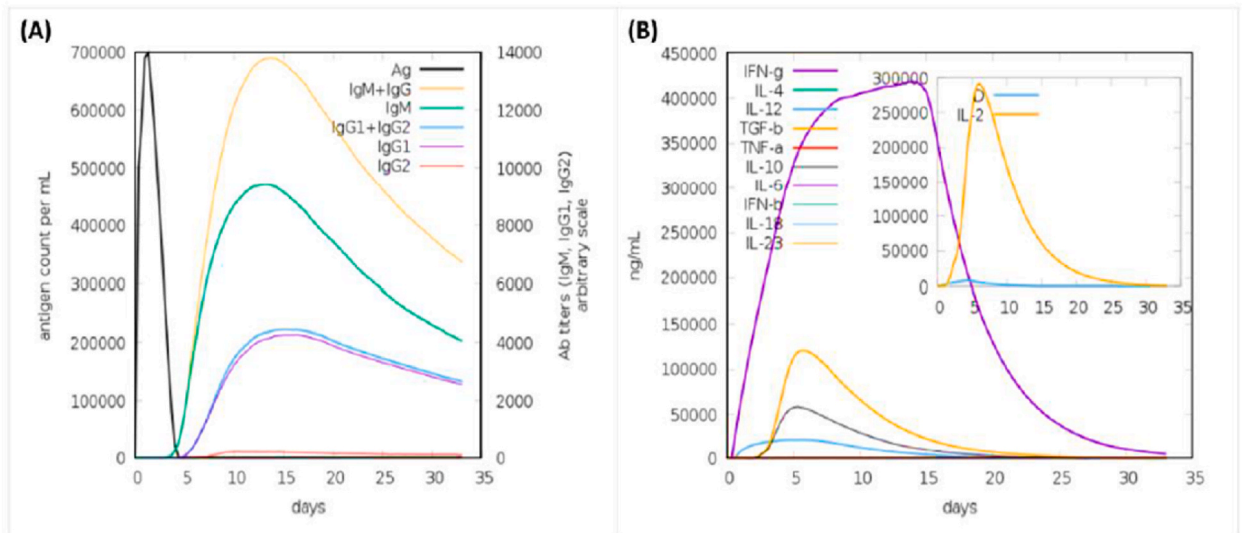 (A)
700000
600000
500000
400000
300000
200000
100000
0
antigen count per mL
14000
12000
10000
8000
6000
4000
2000
0
Ab titers (IgM, IgG1, IgG2)
arbitrary scale
Ag
IgM+IgG
IgM
IgG1+IgG2
IgG1
IgG2
0 5 10 15 20 25 30 35
days
(B)
450000
400000
350000
300000
250000
200000
150000
100000
50000
0
ng/mL
IFN-g
IL-4
IL-12
TGF-b
TNF-a
IL-10
IL-6
IFN-b
IL-18
IL-23
300000
250000
200000
150000
100000
50000
0
D
IL-2
0 5 10 15 20 25 30 35
0 5 10 15 20 25 30 35
days